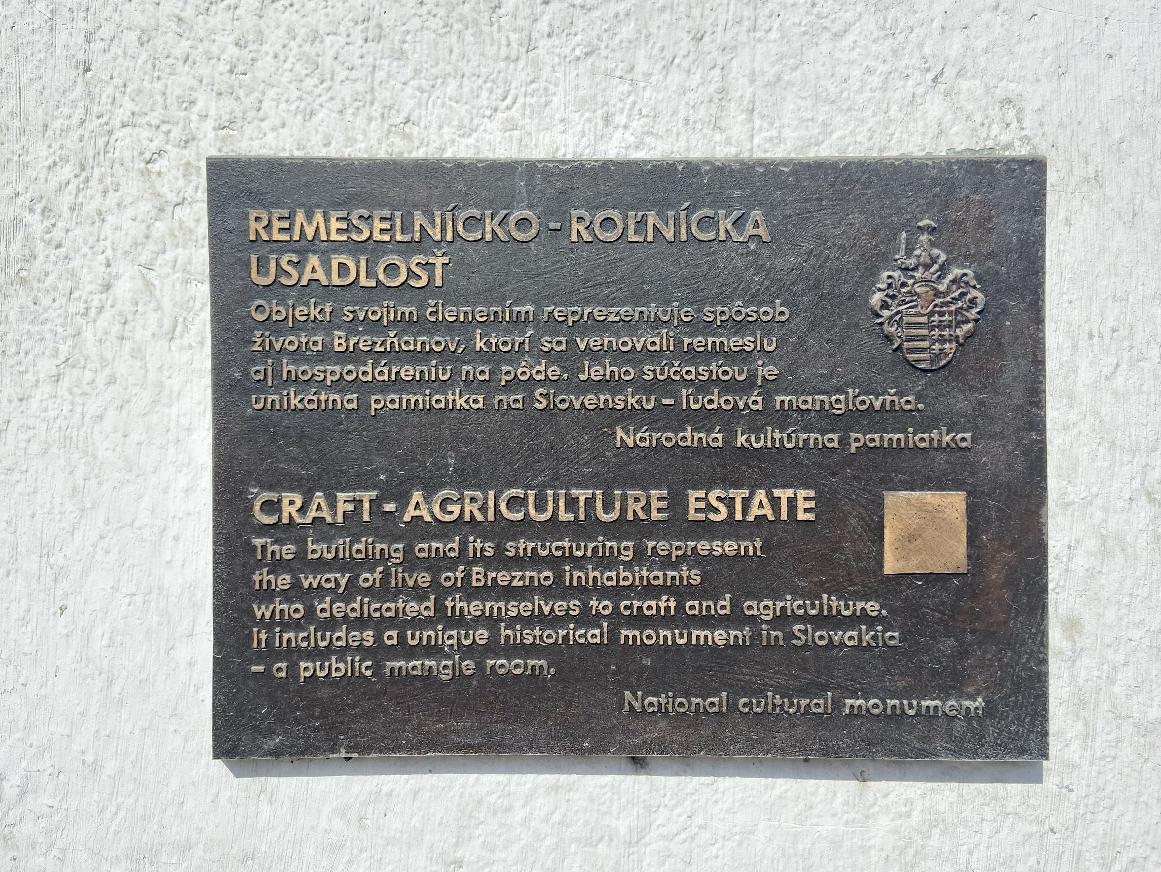 REMESELNÍCKO - ROĽNÍCKA
USADLOSŤ
Objekt svojim členením reprezentuje spôsob
života Brezňanov, ktorí sa venovali remeslu
aj hospodáreniu na pôde. Jeho súčasťou je
unikátna pamiatka na Slovensku - ľudová mangľovňa.
Národná kultúrna pamiatka
CRAFT - AGRICULTURE ESTATE
The building and its structuring represent
the way of live of Brezno inhabitants
who dedicated themselves to craft and agriculture.
It includes a unique historical monument in Slovakia
- a public mangle room.
National cultural monument